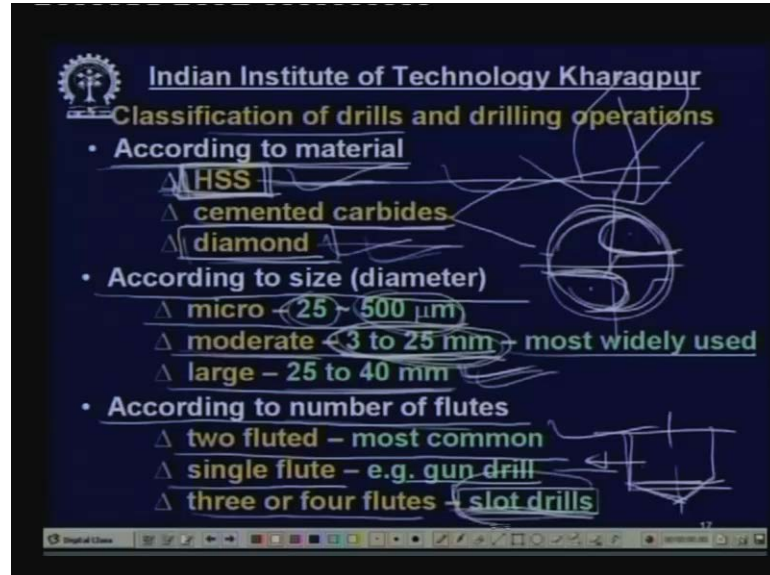 Indian Institute of Technology Kharagpur
Classification of drills and drilling operations
• According to material
Δ HSS
Δ cemented carbides
Δ diamond
• According to size (diameter)
Δ micro – 25 ~ 500 μm
Δ moderate – 3 to 25 mm – most widely used
Δ large – 25 to 40 mm
• According to number of flutes
Δ two fluted – most common
Δ single flute – e.g. gun drill
Δ three or four flutes – slot drills
17
Digital Class